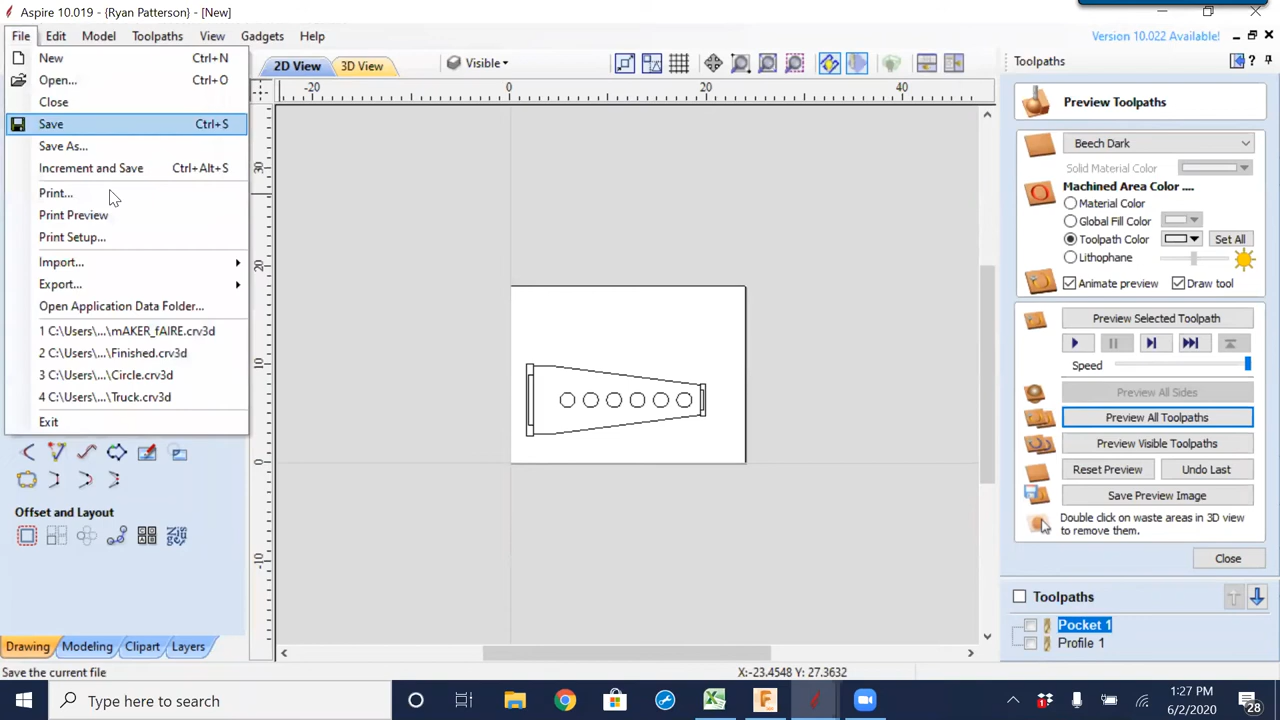 Aspire 10.019 - {Ryan Patterson} - [New]
File Edit Model Toolpaths View Gadgets Help
Version 10.022 Available
New Ctrl+N
Open... Ctrl+O
Close
Save Ctrl+S
Save As...
Increment and Save Ctrl+Alt+S
Print...
Print Preview
Print Setup...
Import...
Export...
Open Application Data Folder...
1 C:\Users\...\mAKER_fAIRE.crv3d
2 C:\Users\...\Finished.crv3d
3 C:\Users\...\Circle.crv3d
4 C:\Users\...\Truck.crv3d
Exit
Offset and Layout
Drawing Modeling Clipart Layers
Save the current file
2D View 3D View Visible
-20 0 20 40
30
20
10
0
-10
X:-23.4548 Y: 27.3632
Toolpaths
Preview Toolpaths
Beech Dark
Solid Material Color
Machined Area Color ....
Material Color
Global Fill Color
Toolpath Color Set All
Lithophane
Animate preview Draw tool
Preview Selected Toolpath
Speed
Preview All Sides
Preview All Toolpaths
Preview Visible Toolpaths
Reset Preview Undo Last
Save Preview Image
Double click on waste areas in 3D view
to remove them.
Close
Toolpaths
Pocket 1
Profile 1
Type here to search
1
1:27 PM
6/2/2020
28